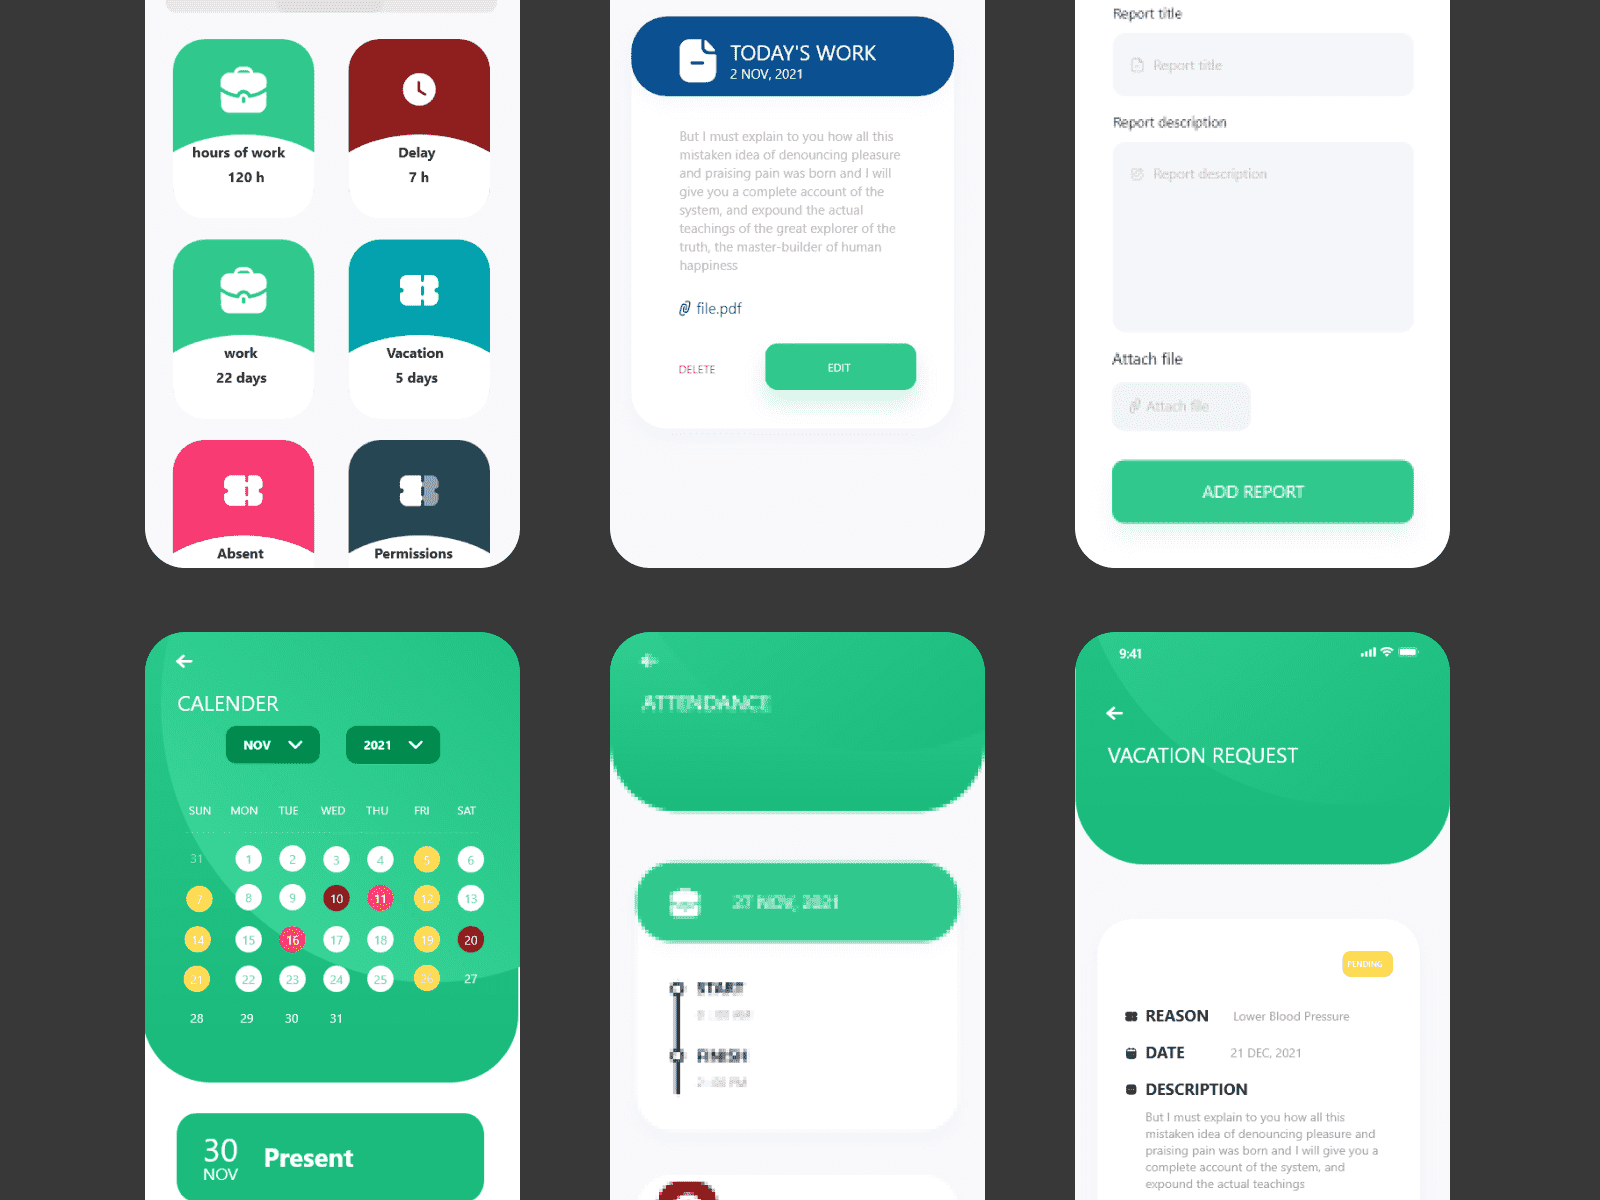 hours of work
120 h
Delay
7 h
work
22 days
Vacation
5 days
Absent
Permissions
TODAY'S WORK
2 NOV, 2021
But I must explain to you how all this
mistaken idea of denouncing pleasure
and praising pain was born and I will
give you a complete account of the
system, and expound the actual
teachings of the great explorer of the
truth, the master-builder of human
happiness
file.pdf
DELETE
EDIT
Report title
Report title
Report description
Report description
Attach file
Attach file
ADD REPORT
CALENDER
NOV
2021
SUN MON TUE WED THU FRI SAT
31 1 2 3 4 5 6
7 8 9 10 11 12 13
14 15 16 17 18 19 20
21 22 23 24 25 26 27
28 29 30 31
30
NOV
Present
ATTENDANCE
27 NOV, 2021
START
FINISH
9:41
VACATION REQUEST
PENDING
REASON Lower Blood Pressure
DATE 21 DEC, 2021
DESCRIPTION
But I must explain to you how all this
mistaken idea of denouncing pleasure and
praising pain was born and I will give you a
complete account of the system, and
expound the actual teachings